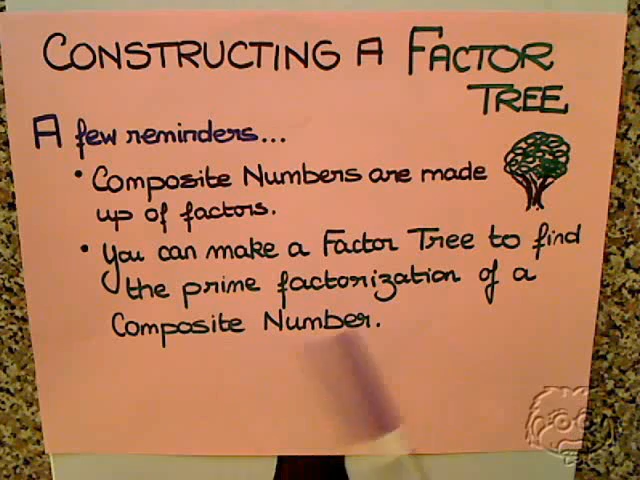 CONSTRUCTING A FACTOR
TREE
A few reminders...
• Composite Numbers are made
up of factors.
• You can make a Factor Tree to find
the prime factorization of a
Composite Number.